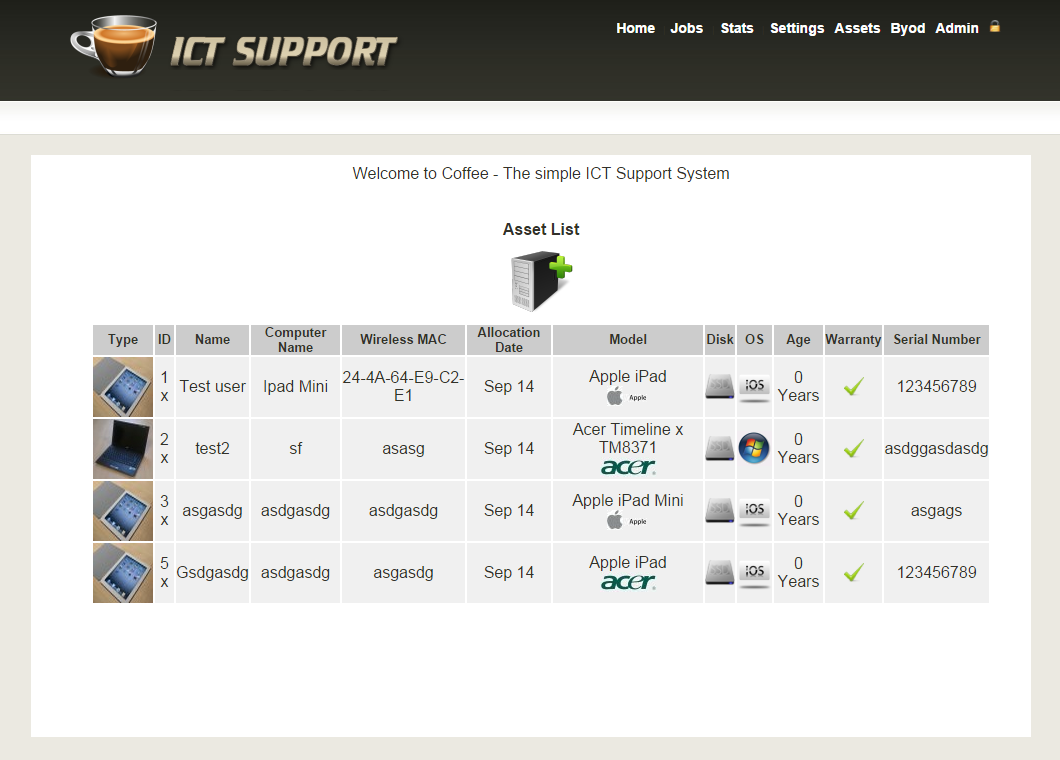 ICT SUPPORT
Home Jobs Stats Settings Assets Byod Admin
Welcome to Coffee - The simple ICT Support System
Asset List
Type ID Name Computer Name Wireless MAC Allocation Date Model Disk OS Age Warranty Serial Number
1 x Test user Ipad Mini 24-4A-64-E9-C2-E1 Sep 14 Apple iPad Apple iOS 0 Years 123456789
2 x test2 sf asasg Sep 14 Acer Timeline x TM8371 acer 0 Years asdggasdasdg
3 x asgasdg asdgasdg asdgasdg Sep 14 Apple iPad Mini Apple iOS 0 Years asgags
5 x Gsdgasdg asdgasdg asgasdg Sep 14 Apple iPad acer iOS 0 Years 123456789